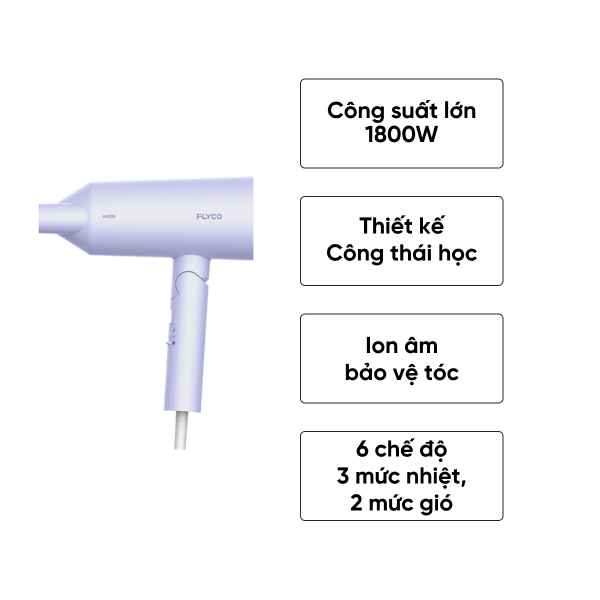 FLYCO
Công suất lớn
1800W
Thiết kế
Công thái học
Ion âm
bảo vệ tóc
6 chế độ
3 mức nhiệt,
2 mức gió